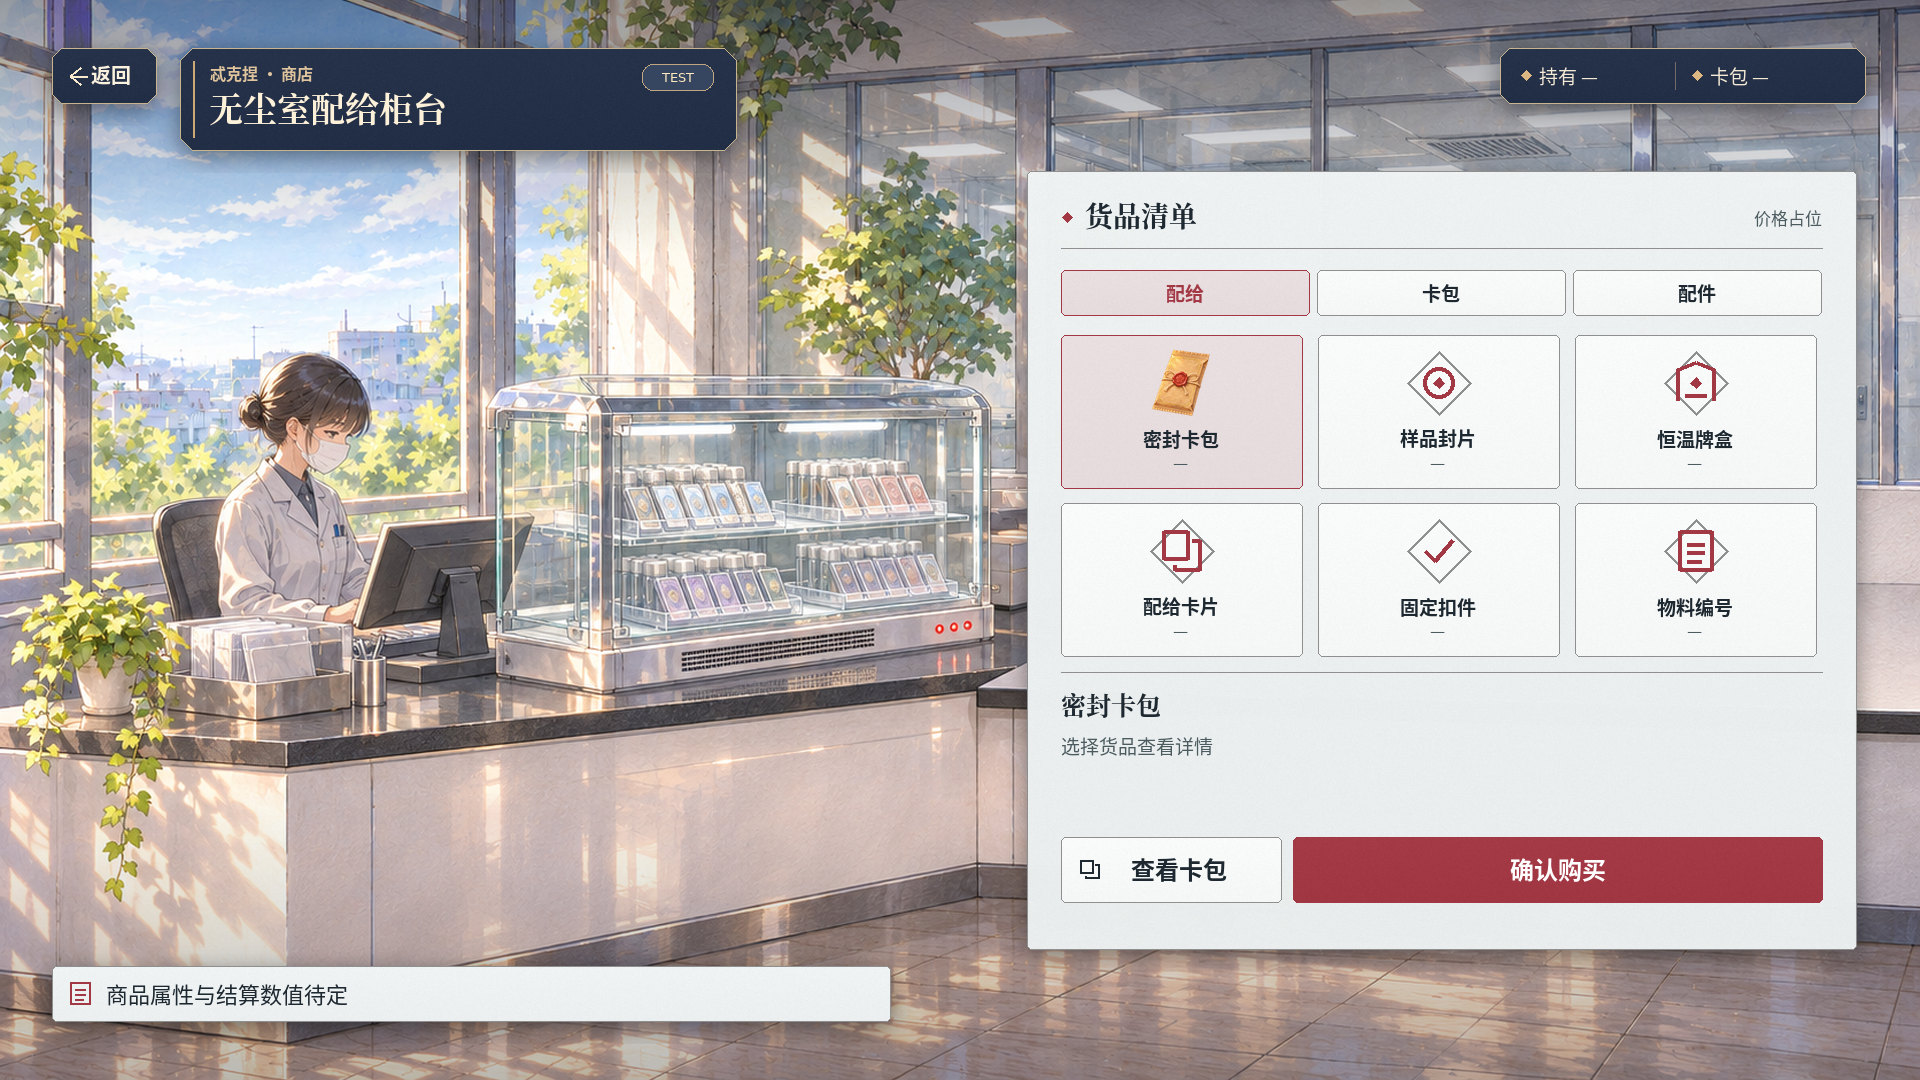 返回
忒克捏・商店
TEST
无尘室配给柜台
持有 —
卡包 —
货品清单
价格占位
配给
卡包
配件
密封卡包
—
样品封片
—
恒温牌盒
—
配给卡片
—
固定扣件
—
物料编号
—
密封卡包
选择货品查看详情
查看卡包
确认购买
商品属性与结算数值待定